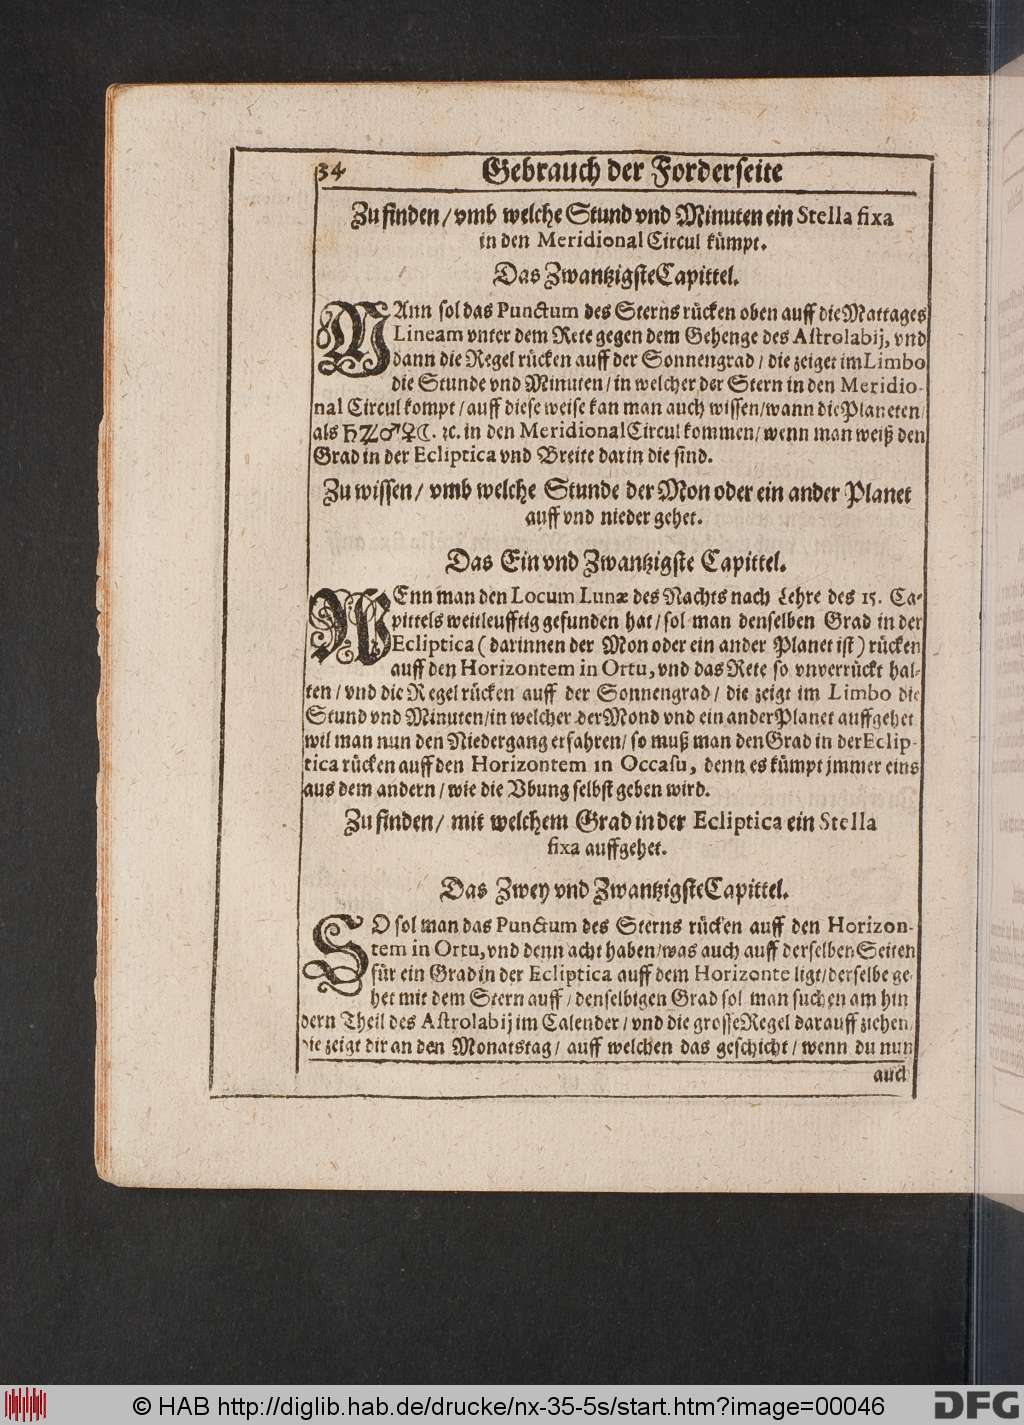 34 Gebrauch der Forderseite
Zu finden / vmb welche Stund vnd Minuten ein Stella fixa
in den Meridional Circul kümpt.
Das Zwantzigste Capittel.
MAnn sol das Punctum des Sterns rücken oben auff die Mattages
Lineam vnter dem Rete gegen dem Gehenge des Astrolabij, vnd
dann die Regel rücken auff der Sonnengrad / die zeiget im Limbo
die Stunde vnd Minuten / in welcher der Stern in den Meridio-
nal Circul kompt / auff diese weise kan man auch wissen / wann die Planeten /
als ♄♃♂♀☾. ꝛc. in den Meridional Circul kommen / wenn man weiß den
Grad in der Ecliptica vnd Breite darin die sind.
Zu wissen / vmb welche Stunde der Mon oder ein ander Planet
auff vnd nieder gehet.
Das Ein vnd Zwantzigste Capittel.
WEnn man den Locum Lunæ des Nachts nach Lehre des 15. Ca-
pittels weitleufftig gefunden hat / sol man denselben Grad in der
Ecliptica ( darinnen der Mon oder ein ander Planet ist ) rücken
auff den Horizontem in Ortu, vnd das Rete so vnverrückt hal-
ten / vnd die Regel rücken auff der Sonnengrad / die zeigt im Limbo die
Stund vnd Minuten / in welcher der Mond vnd ein ander Planet auffgehet
wil man nun den Niedergang erfahren / so muß man den Grad in der Eclip-
tica rücken auff den Horizontem in Occasu, denn es kümpt jmmer eins
aus dem andern / wie die Vbung selbst geben wird.
Zu finden / mit welchem Grad in der Ecliptica ein Stella
fixa auffgehet.
Das Zwey vnd Zwantzigste Capittel.
SO sol man das Punctum des Sterns rücken auff den Horizon-
tem in Ortu, vnd denn acht haben / was auch auff derselben Seiten
für ein Grad in der Ecliptica auff dem Horizonte ligt / derselbe ge-
het mit dem Stern auff / denselbigen Grad sol man suchen am hin
dern Theil des Astrolabij im Calender / vnd die grosse Regel darauff ziehen /
die zeigt dir an den Monatstag / auff welchen das geschicht / wenn du nun
auch
© HAB http://diglib.hab.de/drucke/nx-35-5s/start.htm?image=00046
DFG